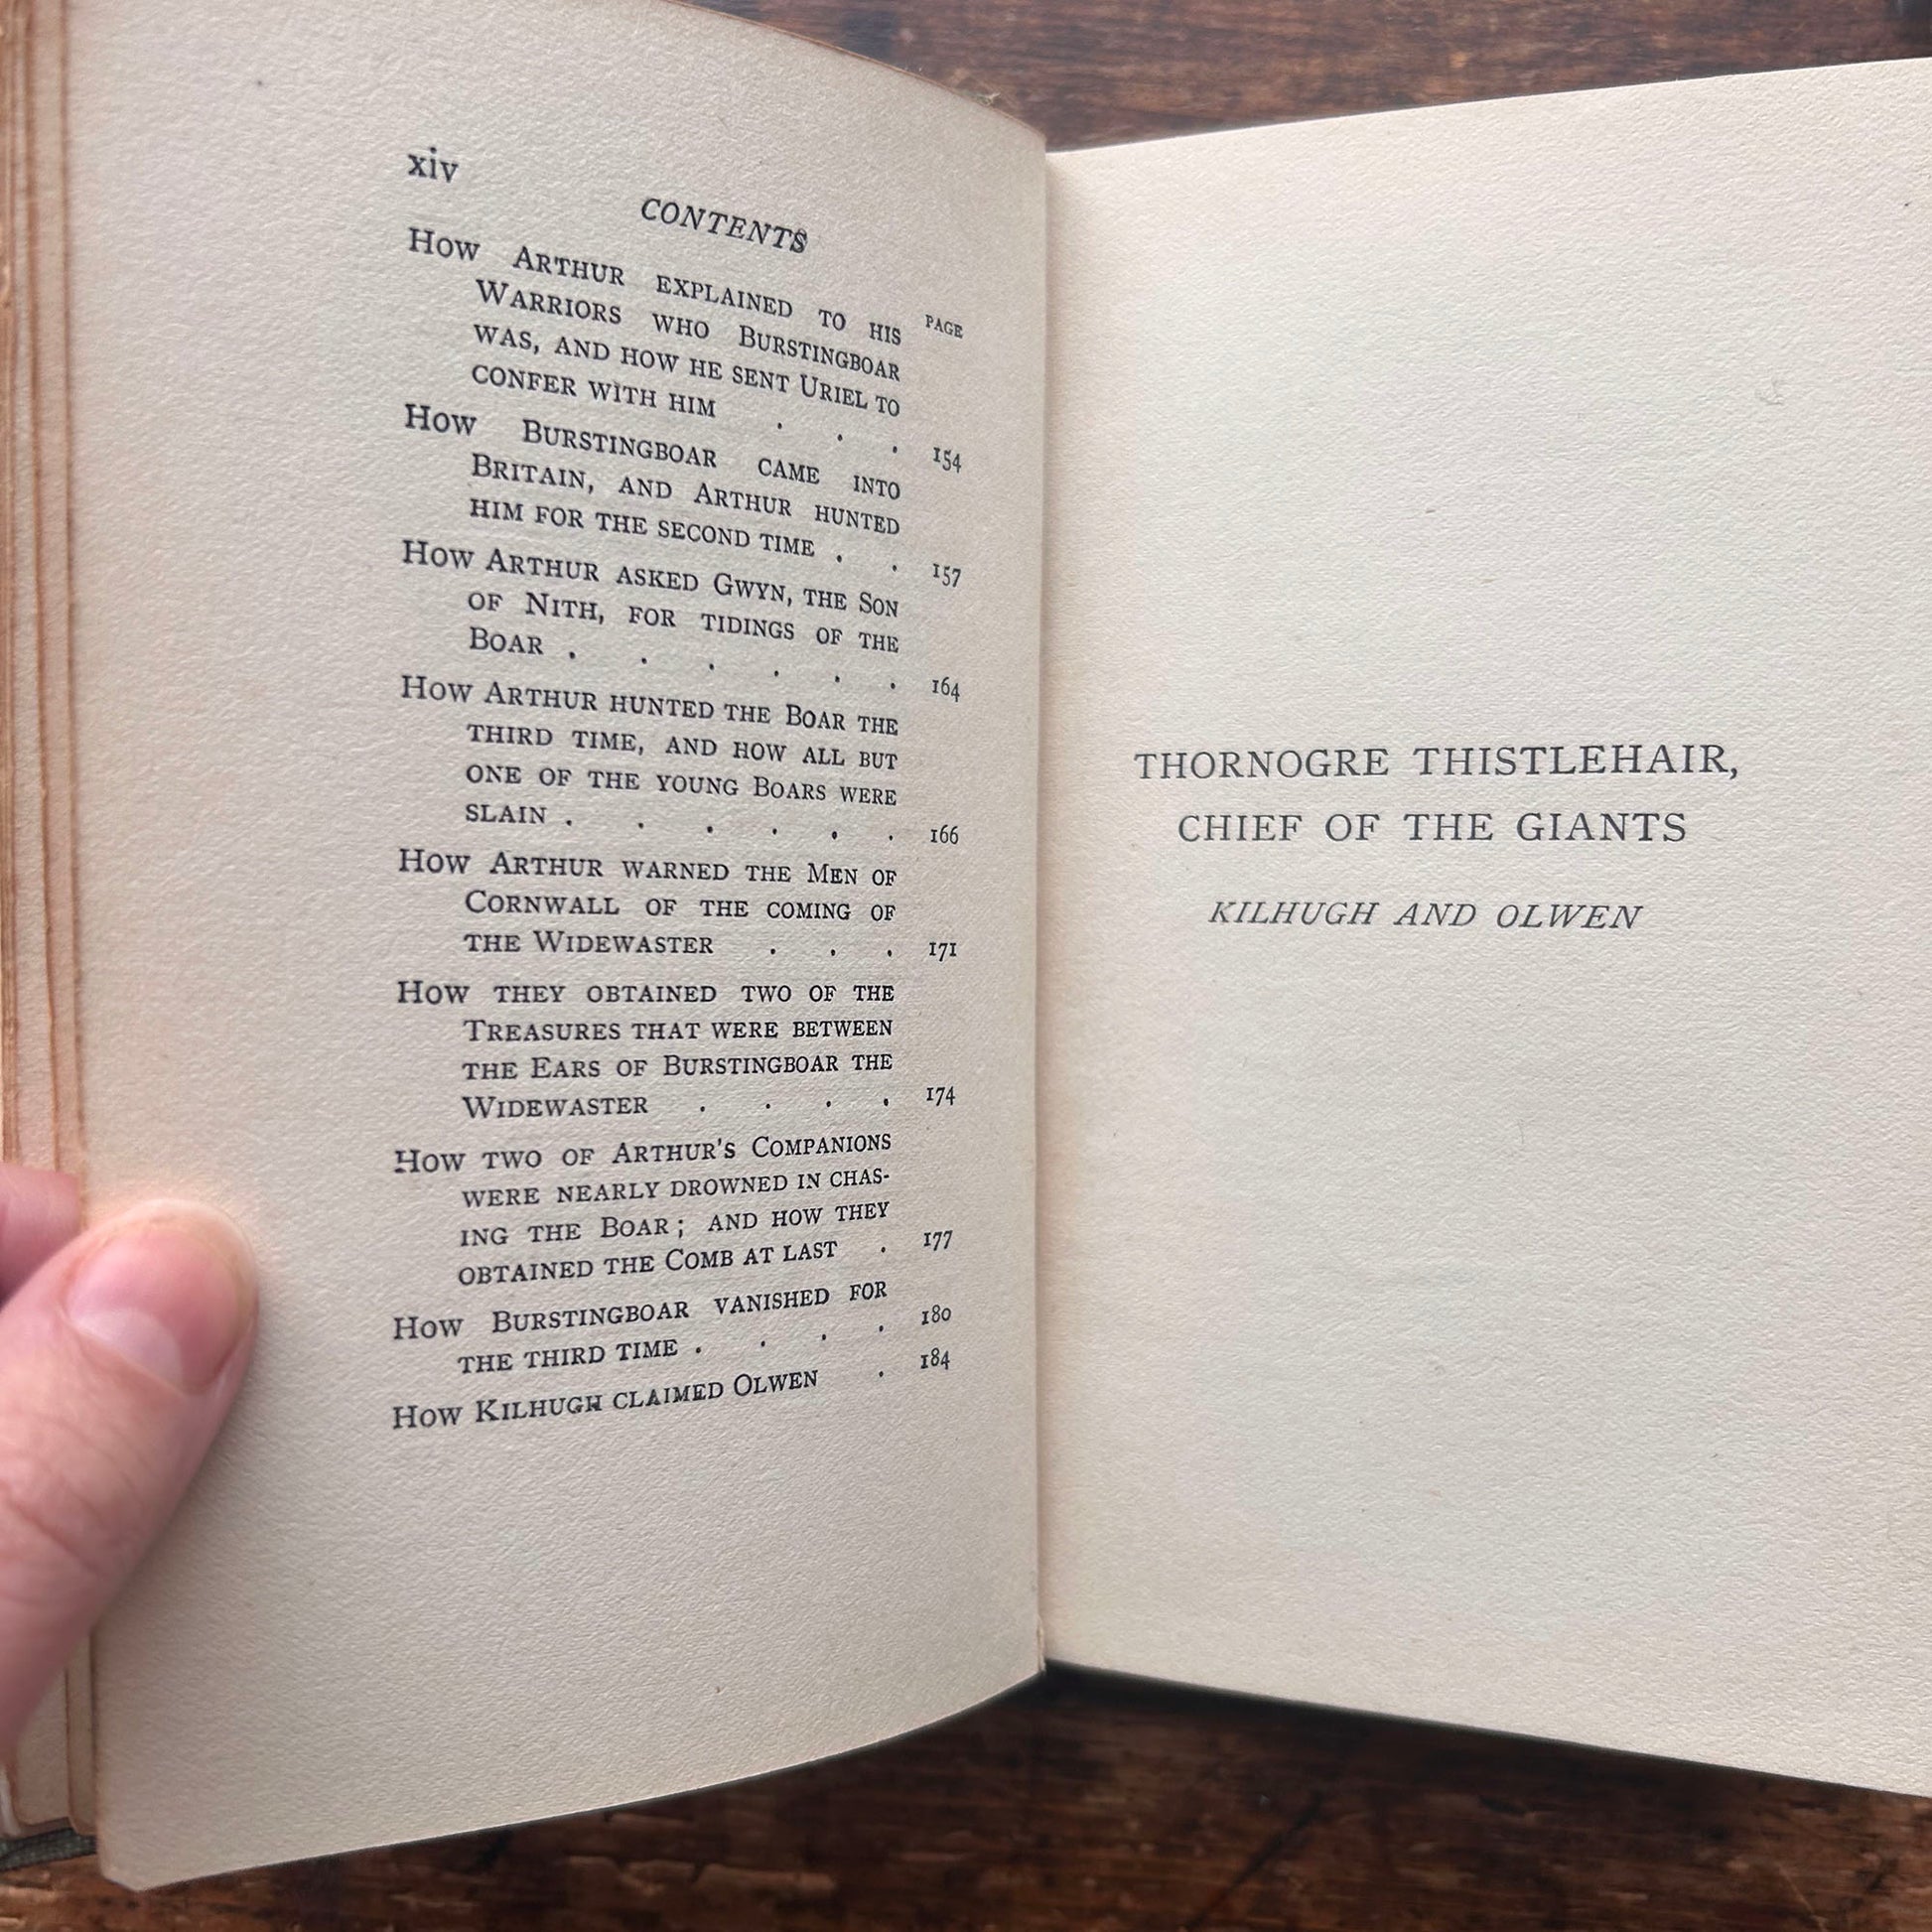 xiv
CONTENTS
PAGE
How Arthur explained to his
Warriors who Burstingboar
was, and how he sent Uriel to
confer with him . . . 154
How Burstingboar came into
Britain, and Arthur hunted
him for the second time . . 157
How Arthur asked Gwyn, the Son
of Nith, for tidings of the
Boar . . . . . . 164
How Arthur hunted the Boar the
third time, and how all but
one of the young Boars were
slain . . . . . . 166
How Arthur warned the Men of
Cornwall of the coming of
the Widewaster . . . 171
How they obtained two of the
Treasures that were between
the Ears of Burstingboar the
Widewaster . . . . 174
How two of Arthur's Companions
were nearly drowned in chas-
ing the Boar; and how they
obtained the Comb at last . 177
How Burstingboar vanished for
the third time . . . . 180
How Kilhugh claimed Olwen . 184
THORNOGRE THISTLEHAIR,
CHIEF OF THE GIANTS
KILHUGH AND OLWEN